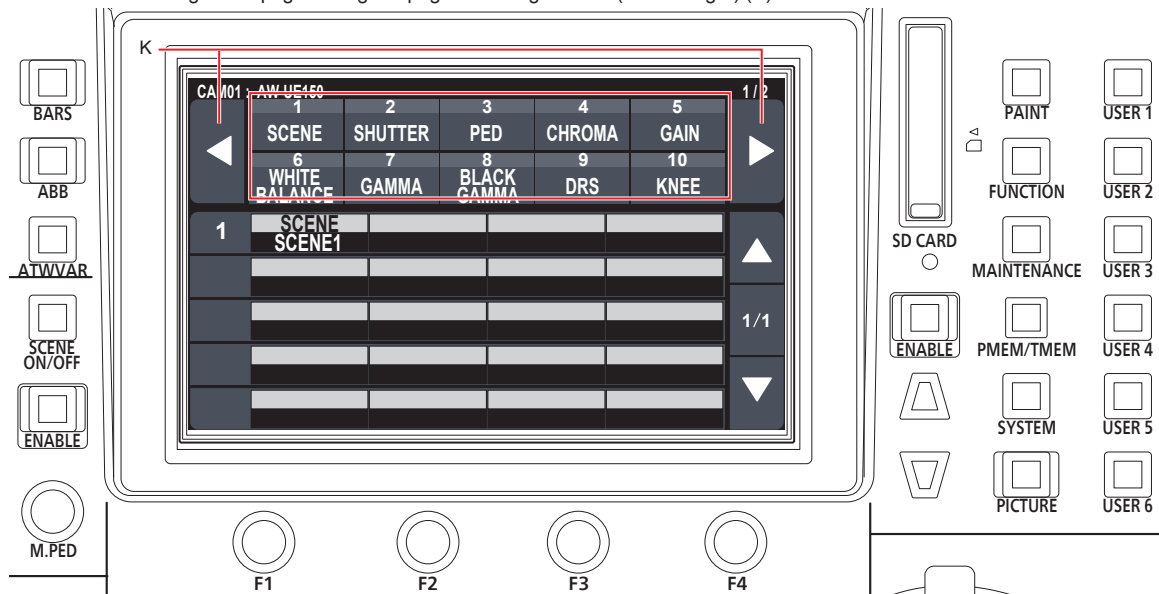 K
CAM01 : AW-UE150 1 / 2
1 2 3 4 5
SCENE SHUTTER PED CHROMA GAIN
6 7 8 9 10
WHITE BALANCE GAMMA BLACK GAMMA DRS KNEE
1 SCENE
SCENE1
1/1
BARS
ABB
ATWVAR
SCENE
ON/OFF
ENABLE
M.PED
F1 F2 F3 F4
SD CARD
ENABLE
PAINT USER 1
FUNCTION USER 2
MAINTENANCE USER 3
PMEM/TMEM USER 4
SYSTEM USER 5
PICTURE USER 6